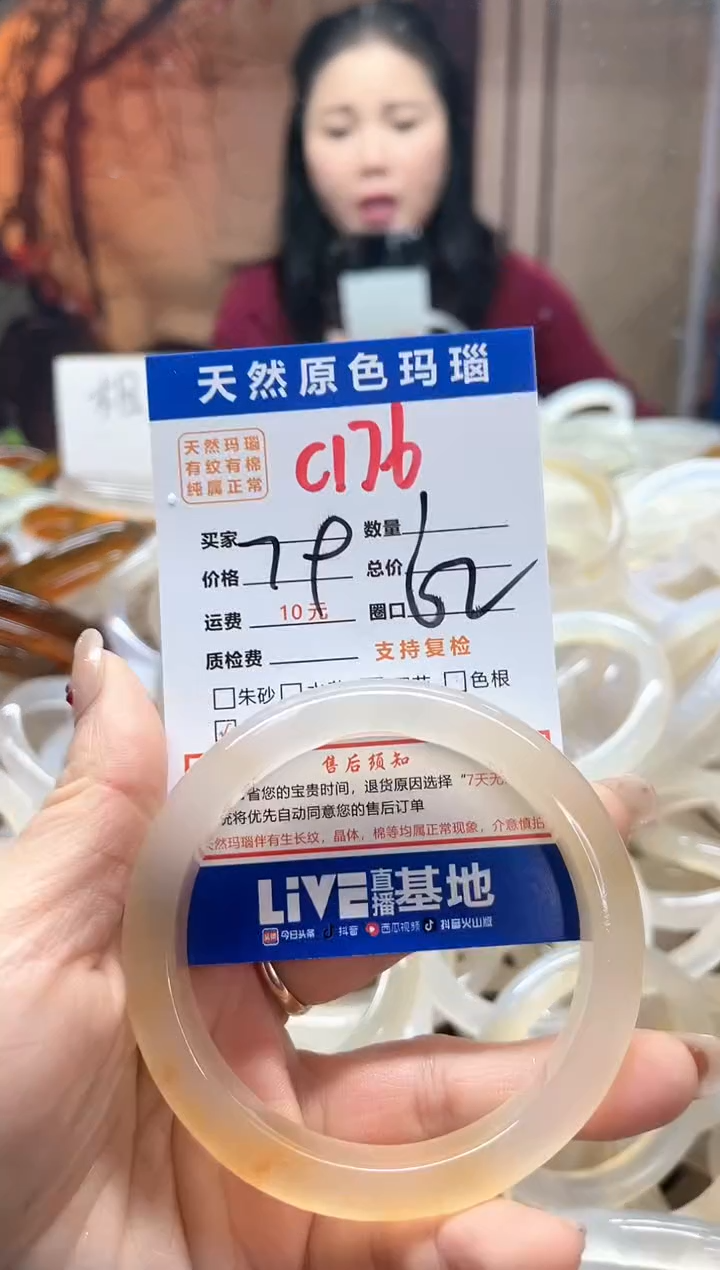 天然原色玛瑙
天然玛瑙
有纹有棉
纯属正常
C176
买家 数量
79 62
价格 总价
运费 10元 圈口
质检费 支持复检
朱砂 色根
售后须知
省您的宝贵时间，退货原因选择“7天无
将优先自动同意您的售后订单
然玛瑙伴有生长纹，晶体，棉等均属正常现象，介意慎拍
LiVE直播基地
头条 今日头条 抖音 西瓜视频 抖音火山版